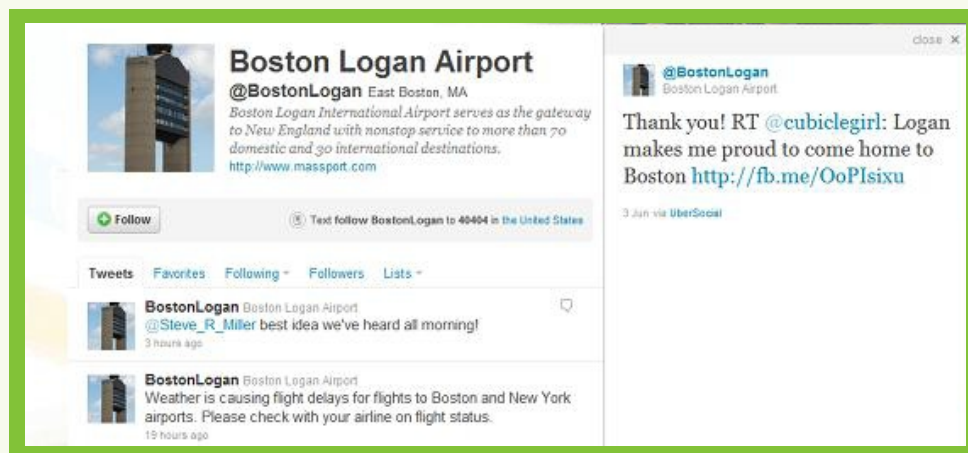 Boston Logan Airport
@BostonLogan East Boston, MA
Boston Logan International Airport serves as the gateway
to New England with nonstop service to more than 70
domestic and 30 international destinations.
http://www.massport.com
Follow
Text follow BostonLogan to 40404 in the United States
Tweets Favorites Following Followers Lists
BostonLogan Boston Logan Airport
@Steve_R_Miller best idea we've heard all morning!
3 hours ago
BostonLogan Boston Logan Airport
Weather is causing flight delays for flights to Boston and New York
airports. Please check with your airline on flight status.
19 hours ago
close ×
@BostonLogan
Boston Logan Airport
Thank you! RT @cubiclegirl: Logan
makes me proud to come home to
Boston http://fb.me/OoPIsixu
3 Jun via UberSocial